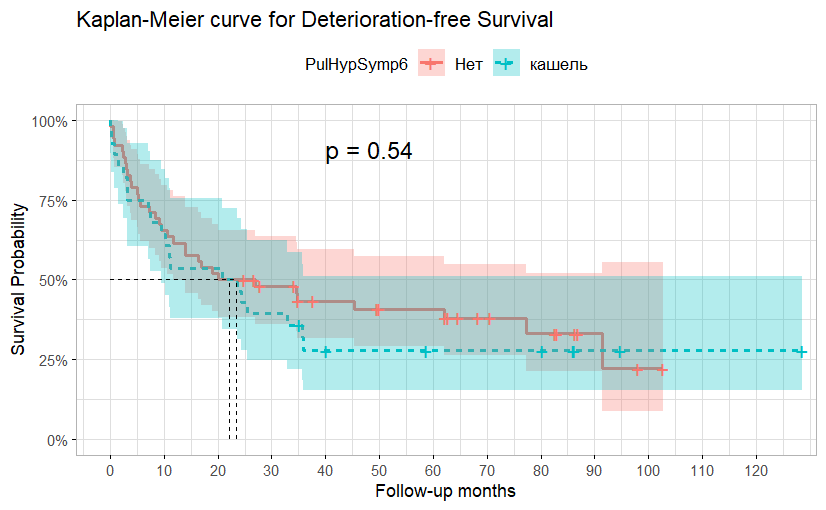 Kaplan-Meier curve for Deterioration-free Survival
PulHypSymp6 Нет кашель
100%
75%
50%
25%
0%
Survival Probability
p = 0.54
0 10 20 30 40 50 60 70 80 90 100 110 120
Follow-up months